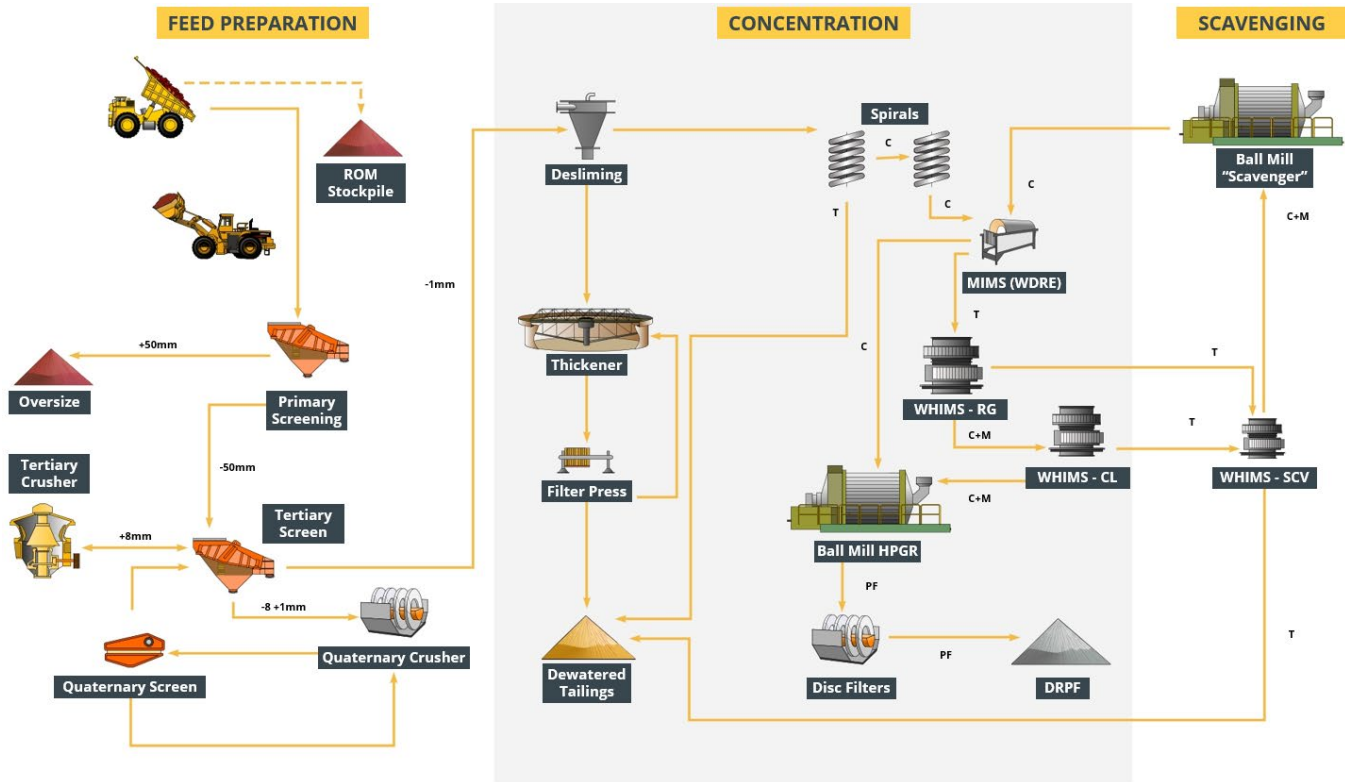 FEED PREPARATION
CONCENTRATION
SCAVENGING
ROM
Stockpile
Desliming
Spirals
C
T
C
C
Ball Mill
“Scavenger”
C+M
MIMS (WDRE)
-1mm
T
C
+50mm
Oversize
Primary
Screening
Thickener
WHIMS - RG
T
C+M
T
-50mm
Tertiary
Crusher
Filter Press
WHIMS - CL
WHIMS - SCV
C+M
Tertiary
Screen
+8mm
Ball Mill HPGR
PF
-8 +1mm
Quaternary Crusher
Quaternary Screen
Dewatered
Tailings
Disc Filters
PF
DRPF
T